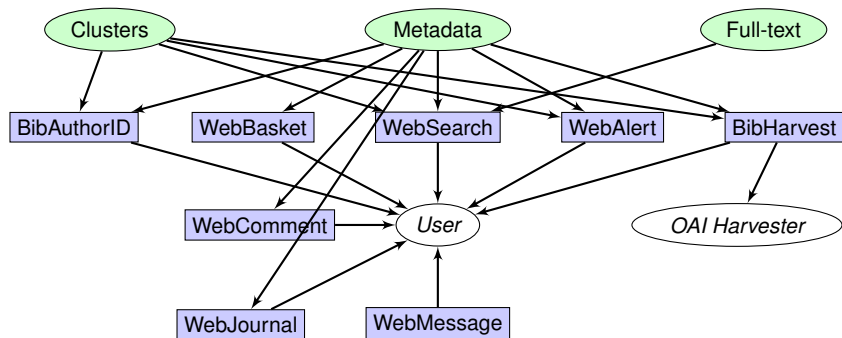 Clusters
Metadata
Full-text
BibAuthorID
WebBasket
WebSearch
WebAlert
BibHarvest
WebComment
User
OAI Harvester
WebJournal
WebMessage